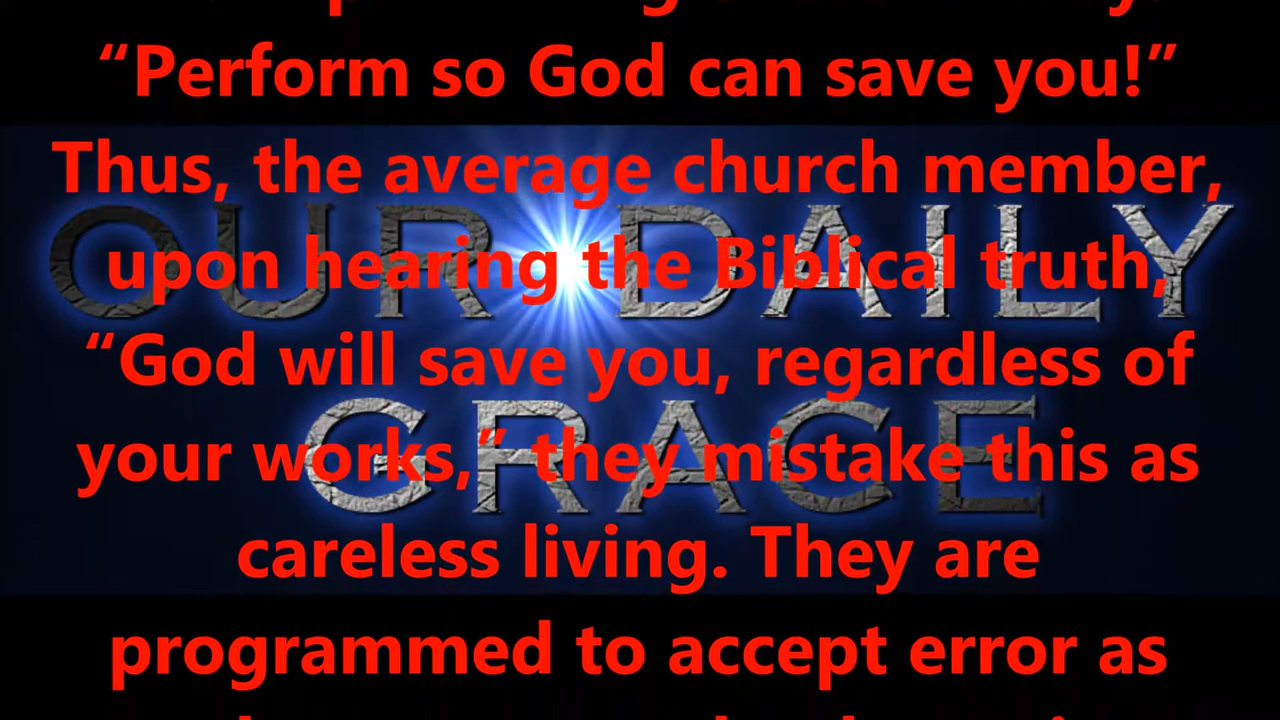 “Perform so God can save you!”
Thus, the average church member,
upon hearing the Biblical truth,
“God will save you, regardless of
your works,” they mistake this as
careless living. They are
programmed to accept error as
OUR DAILY
GRACE